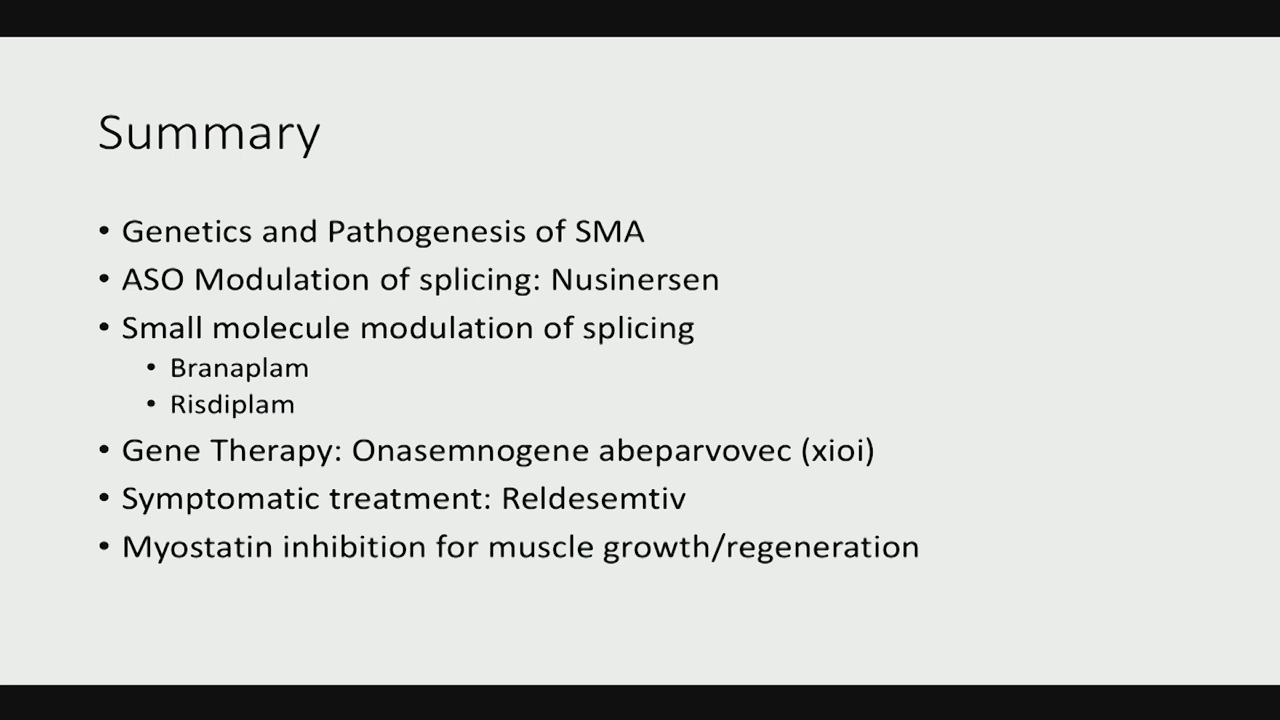 Summary
• Genetics and Pathogenesis of SMA
• ASO Modulation of splicing: Nusinersen
• Small molecule modulation of splicing
• Branaplam
• Risdiplam
• Gene Therapy: Onasemnogene abeparvovec (xioi)
• Symptomatic treatment: Reldesemtiv
• Myostatin inhibition for muscle growth/regeneration